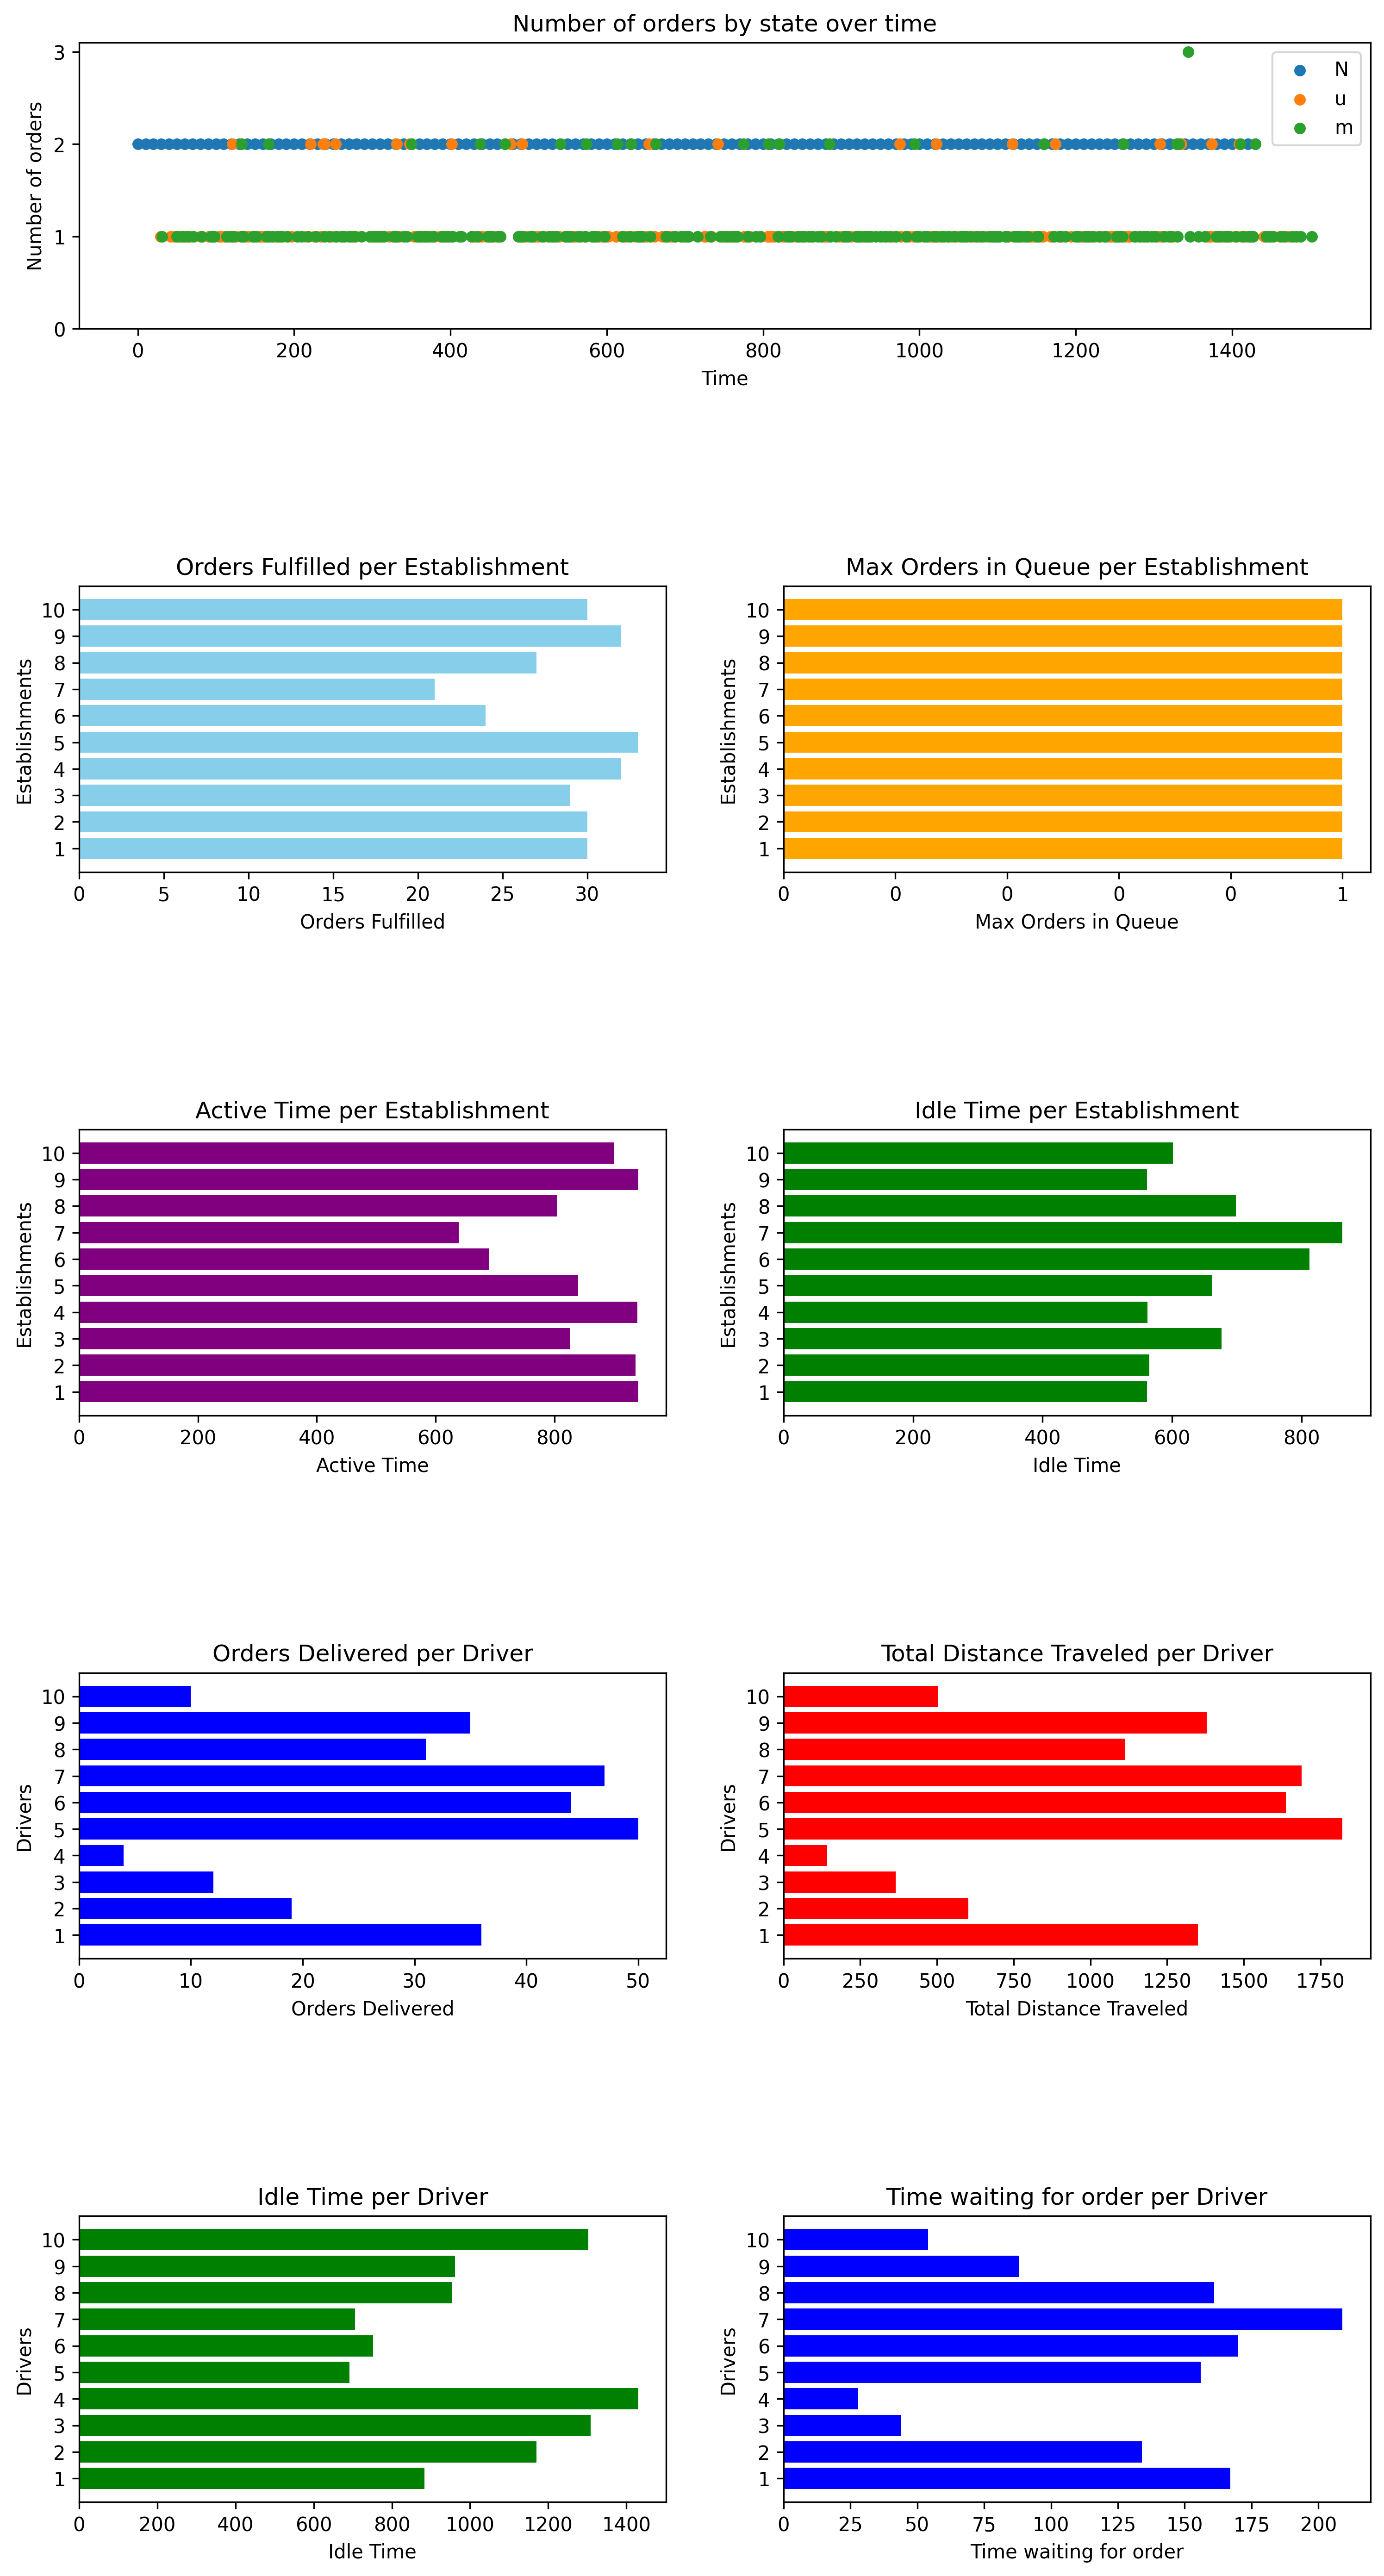 Number of orders by state over time
Number of orders
3
2
1
0
N
u
m
0 200 400 600 800 1000 1200 1400
Time
Orders Fulfilled per Establishment
Establishments
10
9
8
7
6
5
4
3
2
1
0 5 10 15 20 25 30
Orders Fulfilled
Max Orders in Queue per Establishment
Establishments
10
9
8
7
6
5
4
3
2
1
0 0 0 0 0 1
Max Orders in Queue
Active Time per Establishment
Establishments
10
9
8
7
6
5
4
3
2
1
0 200 400 600 800
Active Time
Idle Time per Establishment
Establishments
10
9
8
7
6
5
4
3
2
1
0 200 400 600 800
Idle Time
Orders Delivered per Driver
Drivers
10
9
8
7
6
5
4
3
2
1
0 10 20 30 40 50
Orders Delivered
Total Distance Traveled per Driver
Drivers
10
9
8
7
6
5
4
3
2
1
0 250 500 750 1000 1250 1500 1750
Total Distance Traveled
Idle Time per Driver
Drivers
10
9
8
7
6
5
4
3
2
1
0 200 400 600 800 1000 1200 1400
Idle Time
Time waiting for order per Driver
Drivers
10
9
8
7
6
5
4
3
2
1
0 25 50 75 100 125 150 175 200
Time waiting for order